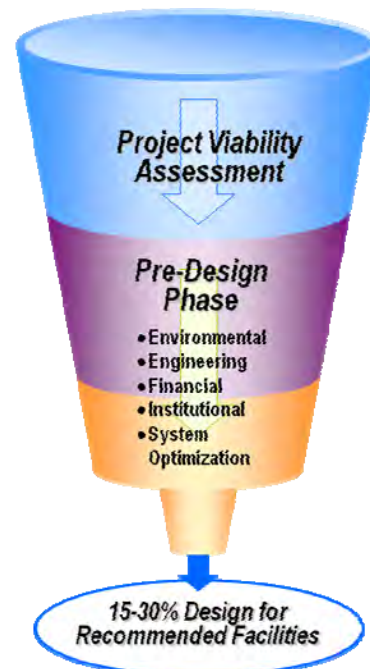 Project Viability
Assessment
Pre-Design
Phase
•Environmental
•Engineering
•Financial
•Institutional
•System
Optimization
15-30% Design for
Recommended Facilities